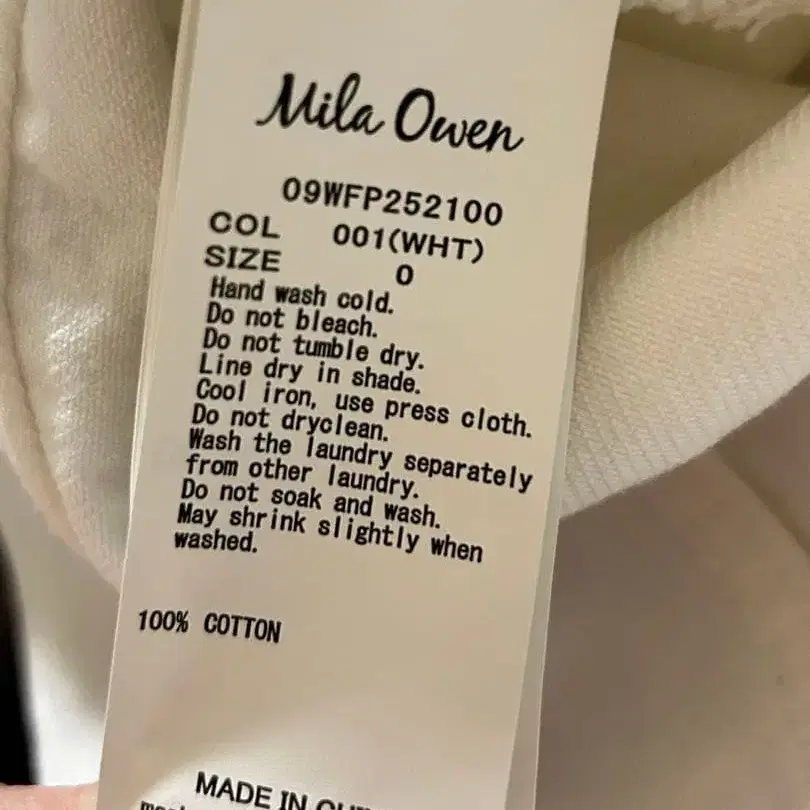 Mila Owen
09WFP252100
COL 001(WHT)
SIZE 0
Hand wash cold.
Do not bleach.
Do not tumble dry.
Line dry in shade.
Cool iron, use press cloth.
Do not dryclean.
Wash the laundry separately
from other laundry.
Do not soak and wash.
May shrink slightly when
washed.
100% COTTON
MADE IN